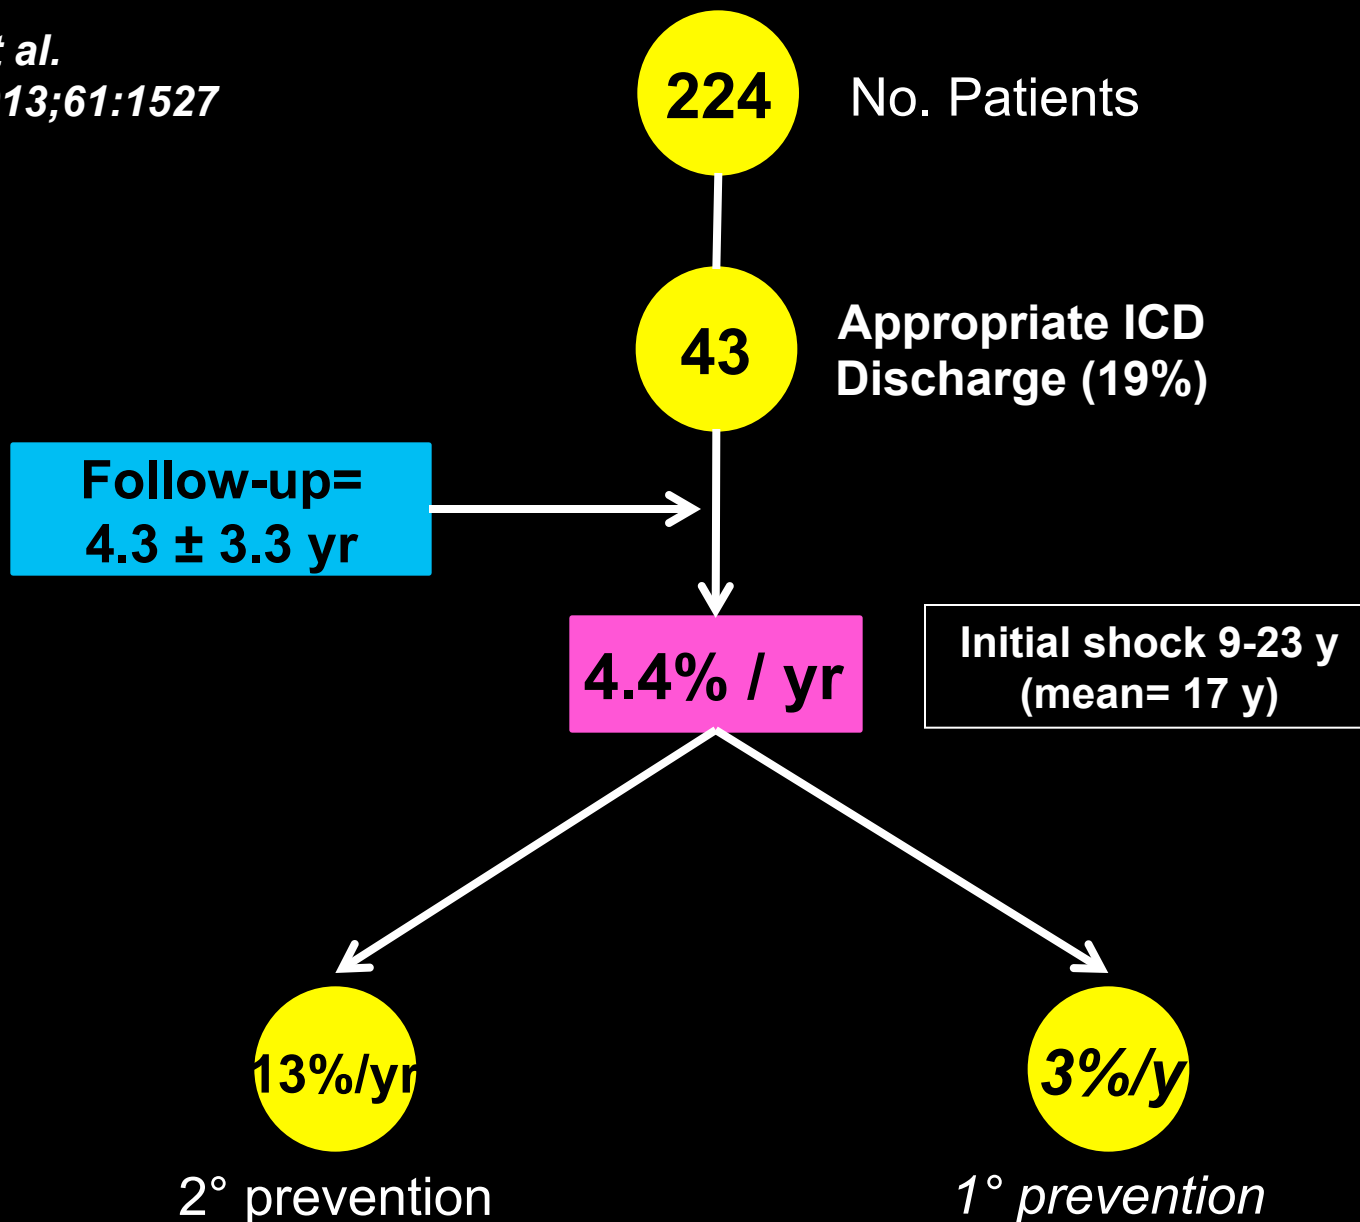 et al.
13;61:1527
224
No. Patients
43
Appropriate ICD
Discharge (19%)
Follow-up=
4.3 ± 3.3 yr
4.4% / yr
Initial shock 9-23 y
(mean= 17 y)
13%/yr
3%/y
2° prevention
1° prevention